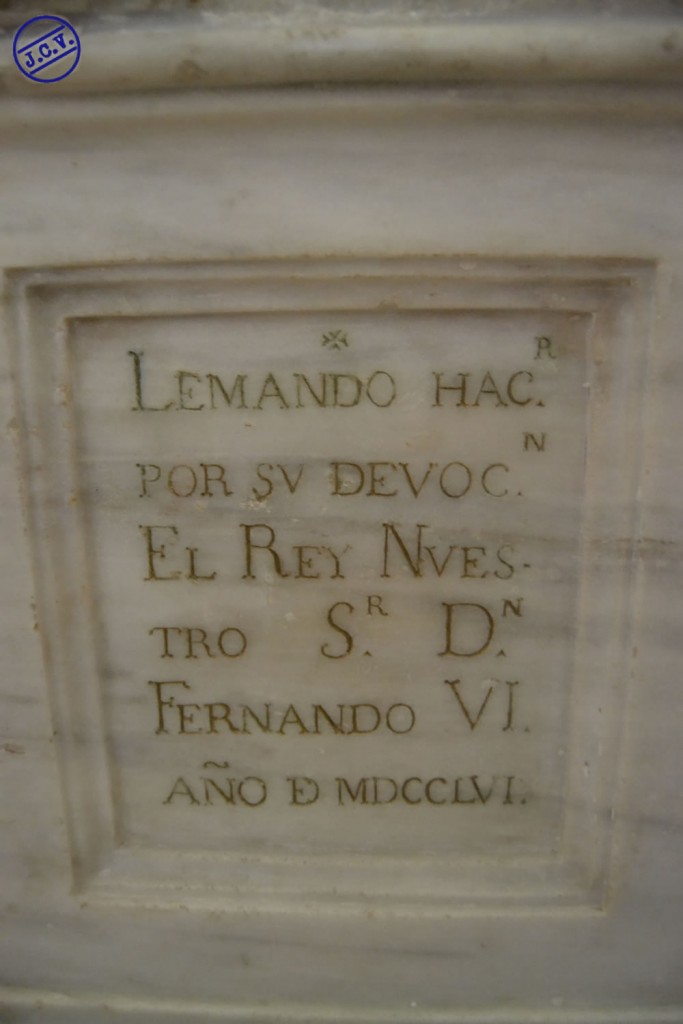 J.C.V.
LEMANDO HAC.R
POR SV DEVOC.N
EL REY NVES-
TRO S.R D.N
FERNANDO VI.
AÑO Đ MDCCLVI.